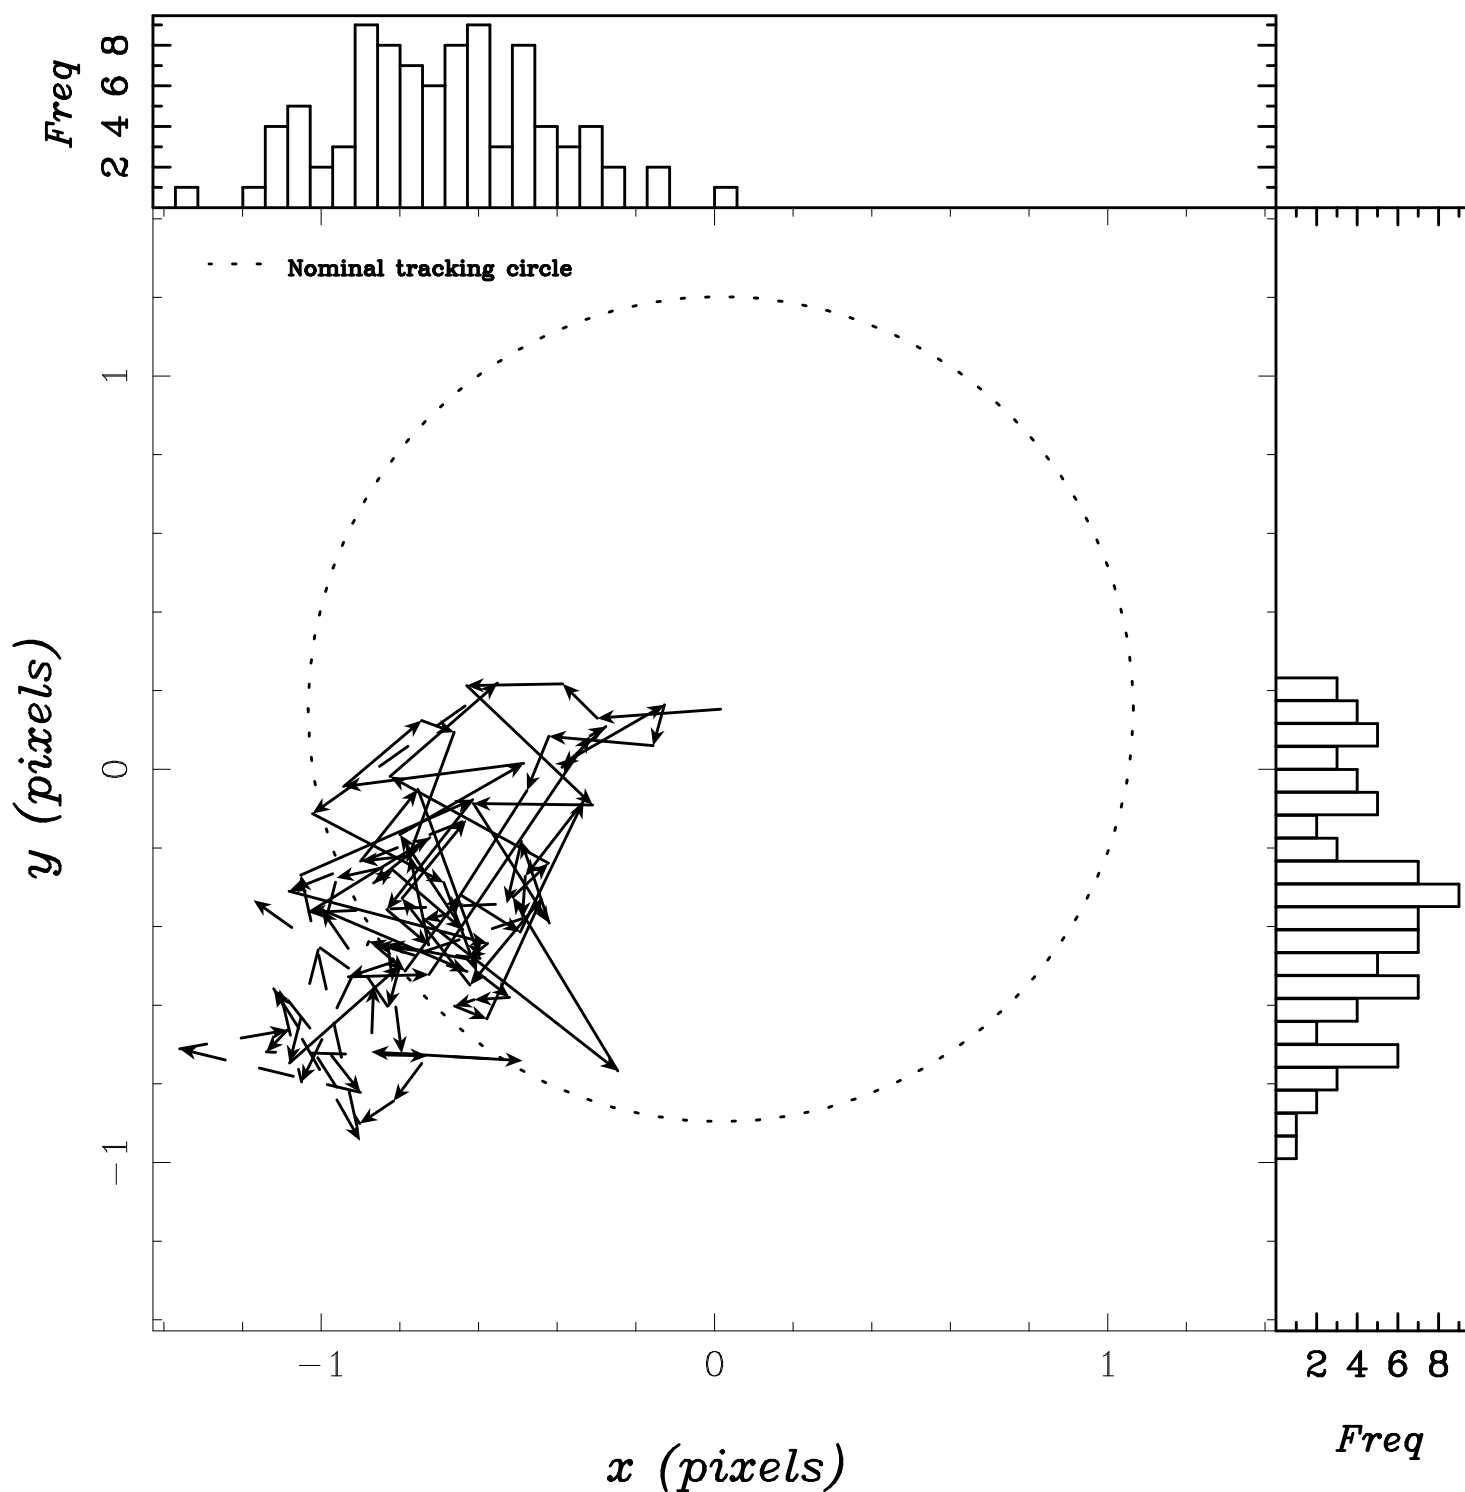 Freq
2 4 6 8
Nominal tracking circle
1
0
−1
y (pixels)
−1 0 1
x (pixels)
2 4 6 8
Freq